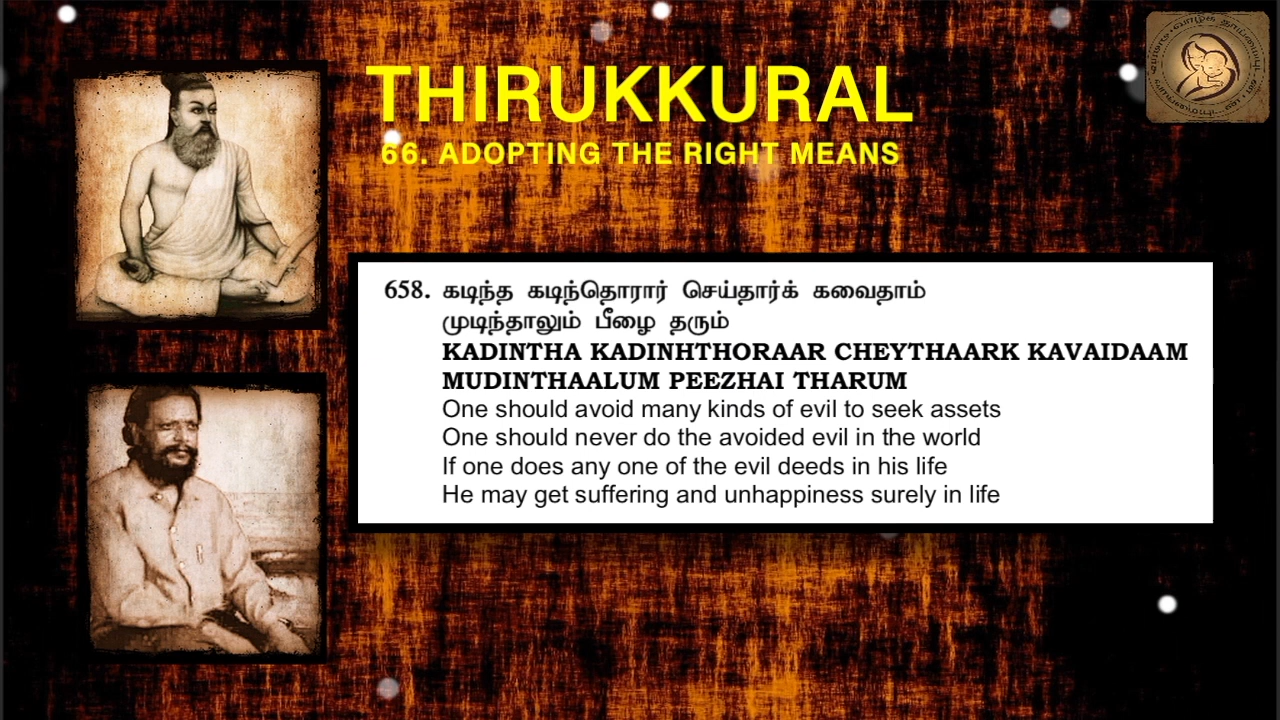 THIRUKKURAL
66. ADOPTING THE RIGHT MEANS
658. கடிந்த கடிந்தொரார் செய்தார்க் கவைதாம்
முடிந்தாலும் பீழை தரும்
KADINTHA KADINHTHORAAR CHEYTHAARK KAVAIDAAM
MUDINTHAALUM PEEZHAI THARUM
One should avoid many kinds of evil to seek assets
One should never do the avoided evil in the world
If one does any one of the evil deeds in his life
He may get suffering and unhappiness surely in life